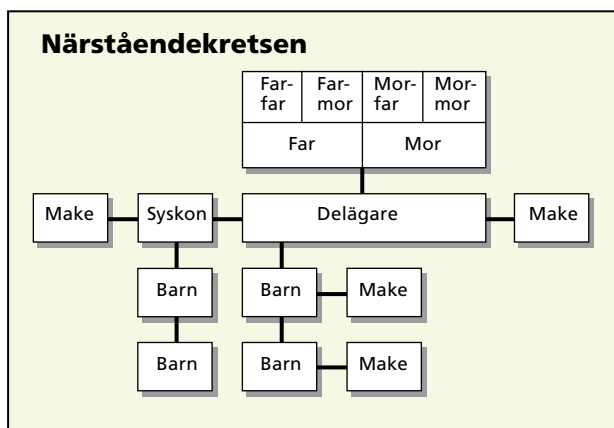 Närståendekretsen
Far- Far- Mor- Mor-
far mor far mor
Far Mor
Make Syskon Delägare Make
Barn Barn Make
Barn Barn Make